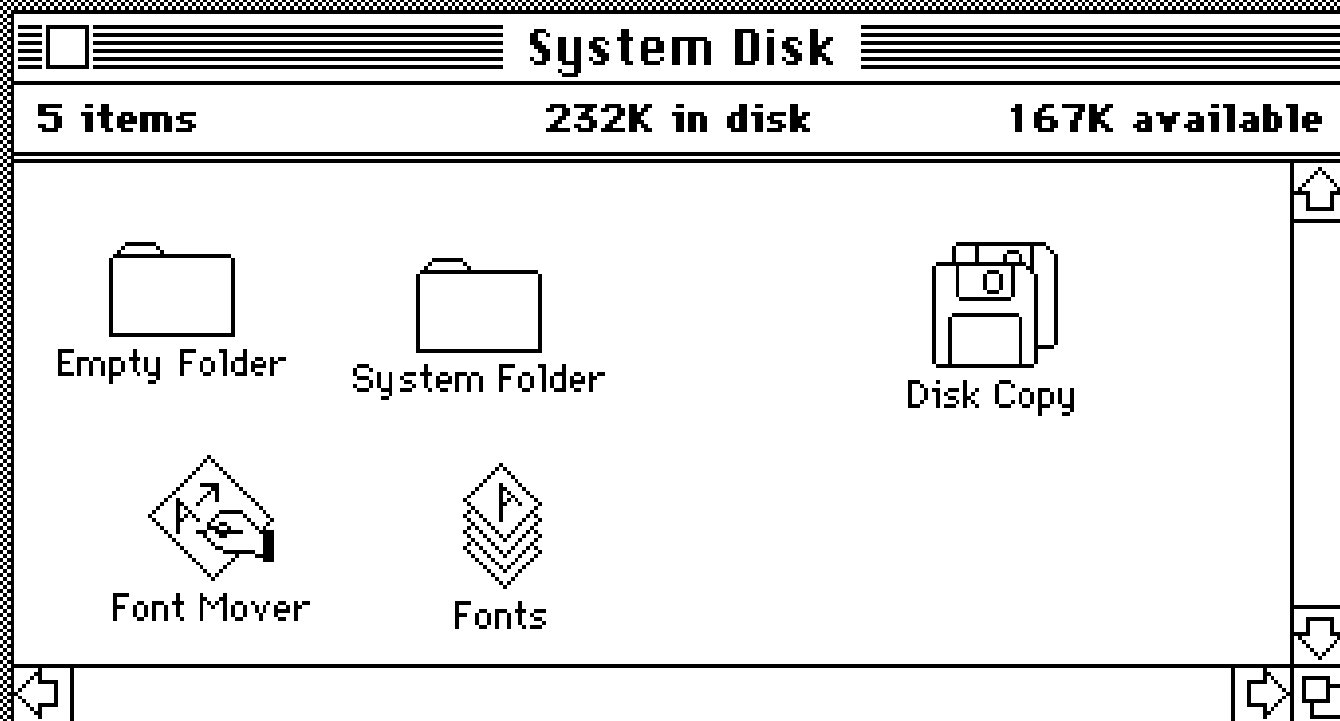 System Disk
5 items 232K in disk 167K available
Empty Folder
System Folder
Disk Copy
Font Mover
Fonts